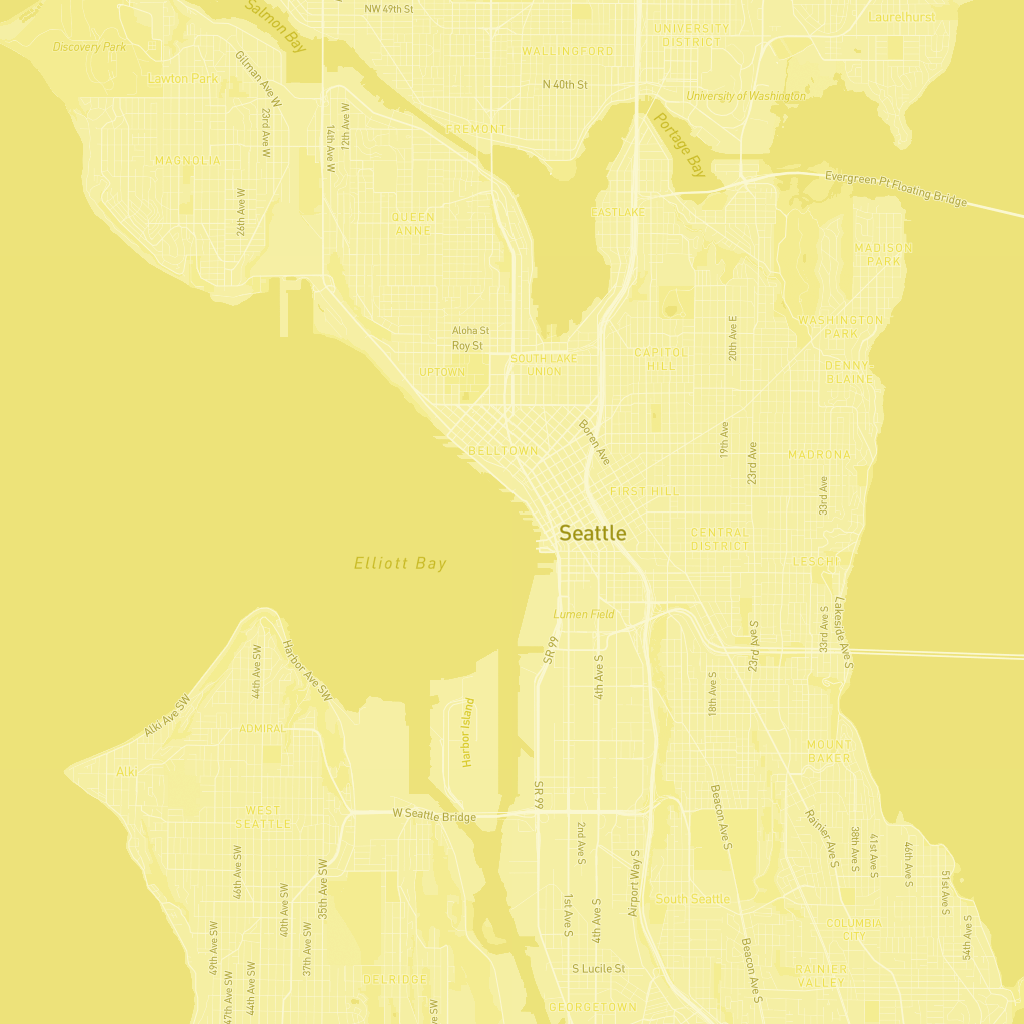 NW 49th St
Salmon Bay
Laurelhurst
UNIVERSITY
DISTRICT
Discovery Park
WALLINGFORD
Gilman Ave W
Lawton Park
N 40th St
University of Washington
23rd Ave W
14th Ave W
12th Ave W
FREMONT
Portage Bay
MAGNOLIA
Evergreen Pt Floating Bridge
26th Ave W
QUEEN
ANNE
EASTLAKE
MADISON
PARK
WASHINGTON
PARK
Aloha St
Roy St
20th Ave E
SOUTH LAKE
UNION
CAPITOL
HILL
UPTOWN
DENNY-
BLAINE
BELLTOWN
Boren Ave
19th Ave
23rd Ave
MADRONA
FIRST HILL
33rd Ave
Seattle
CENTRAL
DISTRICT
Elliott Bay
LESCHI
Lumen Field
SR 99
4th Ave S
23rd Ave S
33rd Ave S
Lakeside Ave S
44th Ave SW
Harbor Ave SW
18th Ave S
Alki Ave SW
Harbor Island
ADMIRAL
MOUNT
BAKER
Alki
SR 99
WEST
SEATTLE
W Seattle Bridge
Beacon Ave S
Rainier Ave S
2nd Ave S
38th Ave S
41st Ave S
46th Ave S
46th Ave SW
35th Ave SW
40th Ave SW
Airport Way S
51st Ave S
South Seattle
1st Ave S
4th Ave S
COLUMBIA
CITY
54th Ave S
49th Ave SW
37th Ave SW
Beacon Ave S
S Lucile St
RAINIER
VALLEY
DELRIDGE
47th Ave SW
44th Ave SW
GEORGETOWN
ve SW